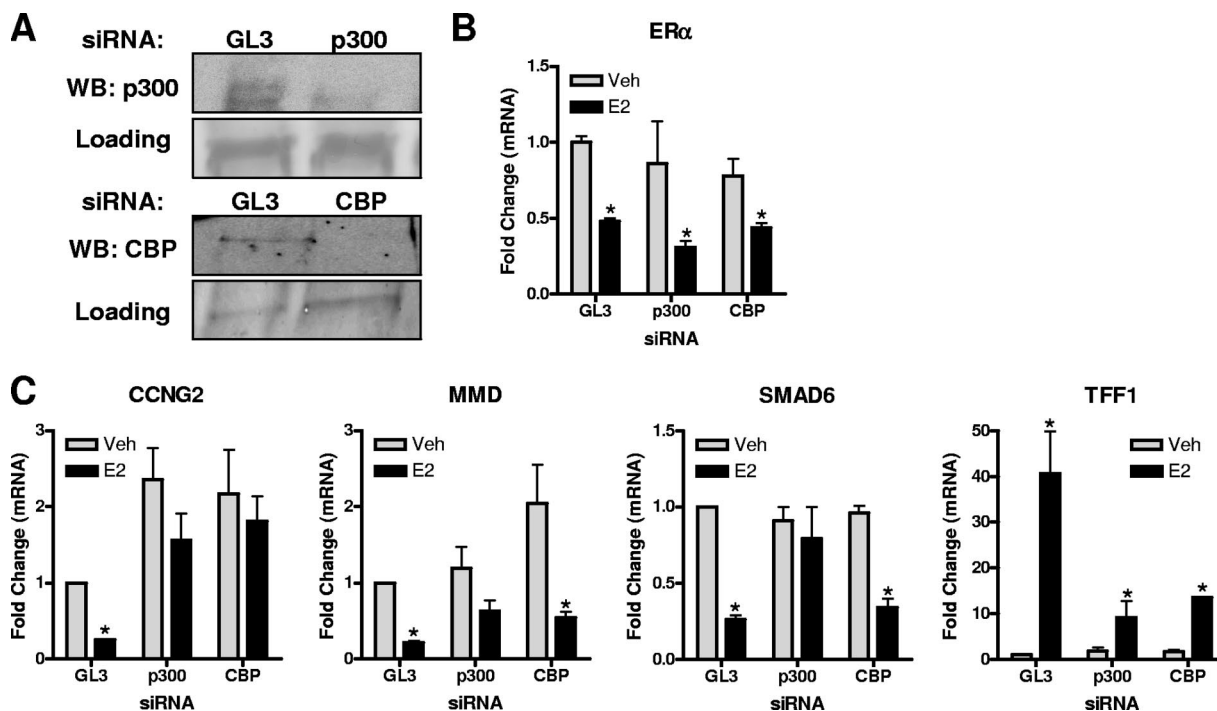 A
siRNA: GL3 p300
WB: p300
Loading
siRNA: GL3 CBP
WB: CBP
Loading
B
ERα
Fold Change (mRNA)
1.5
1.0
0.5
0.0
Veh
E2
* * *
GL3 p300 CBP
siRNA
C
CCNG2
Fold Change (mRNA)
3
2
1
0
Veh
E2
*
GL3 p300 CBP
siRNA
MMD
Fold Change (mRNA)
3
2
1
0
Veh
E2
* *
GL3 p300 CBP
siRNA
SMAD6
Fold Change (mRNA)
1.5
1.0
0.5
0.0
Veh
E2
* *
GL3 p300 CBP
siRNA
TFF1
Fold Change (mRNA)
50
40
30
20
10
0
Veh
E2
* * *
GL3 p300 CBP
siRNA